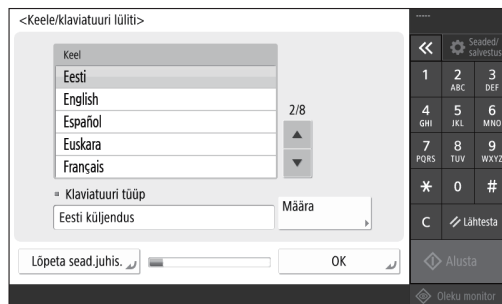 <Keele/klaviatuuri lüliti>
Keel
Eesti
English
Español
Euskara
Français
2/8
Klaviatuuri tüüp
Eesti küljendus
Määra
Lõpeta sead.juhis.
OK
-----
Seaded/
salvestus
1
2 ABC
3 DEF
4 GHI
5 JKL
6 MNO
7 PQRS
8 TUV
9 WXYZ
* 0 #
C
Lähtesta
Alusta
Oleku monitor